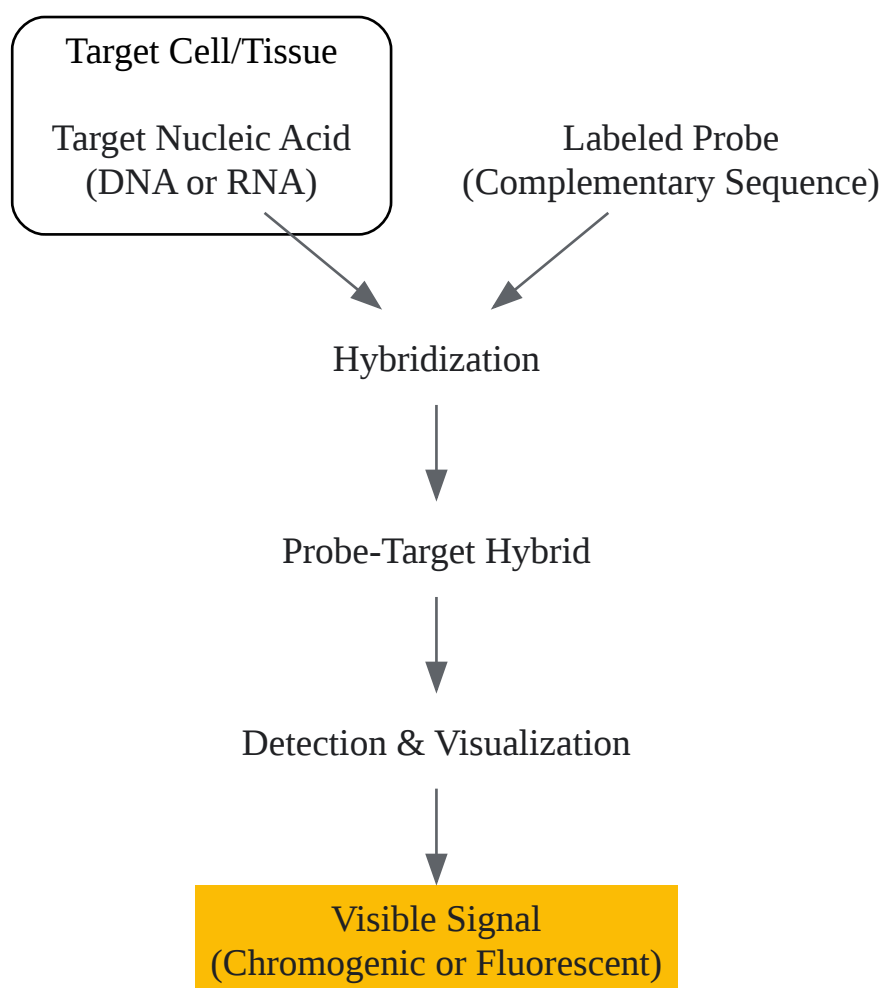 Target Cell/Tissue
Target Nucleic Acid
(DNA or RNA)
Labeled Probe
(Complementary Sequence)
Hybridization
Probe-Target Hybrid
Detection & Visualization
Visible Signal
(Chromogenic or Fluorescent)